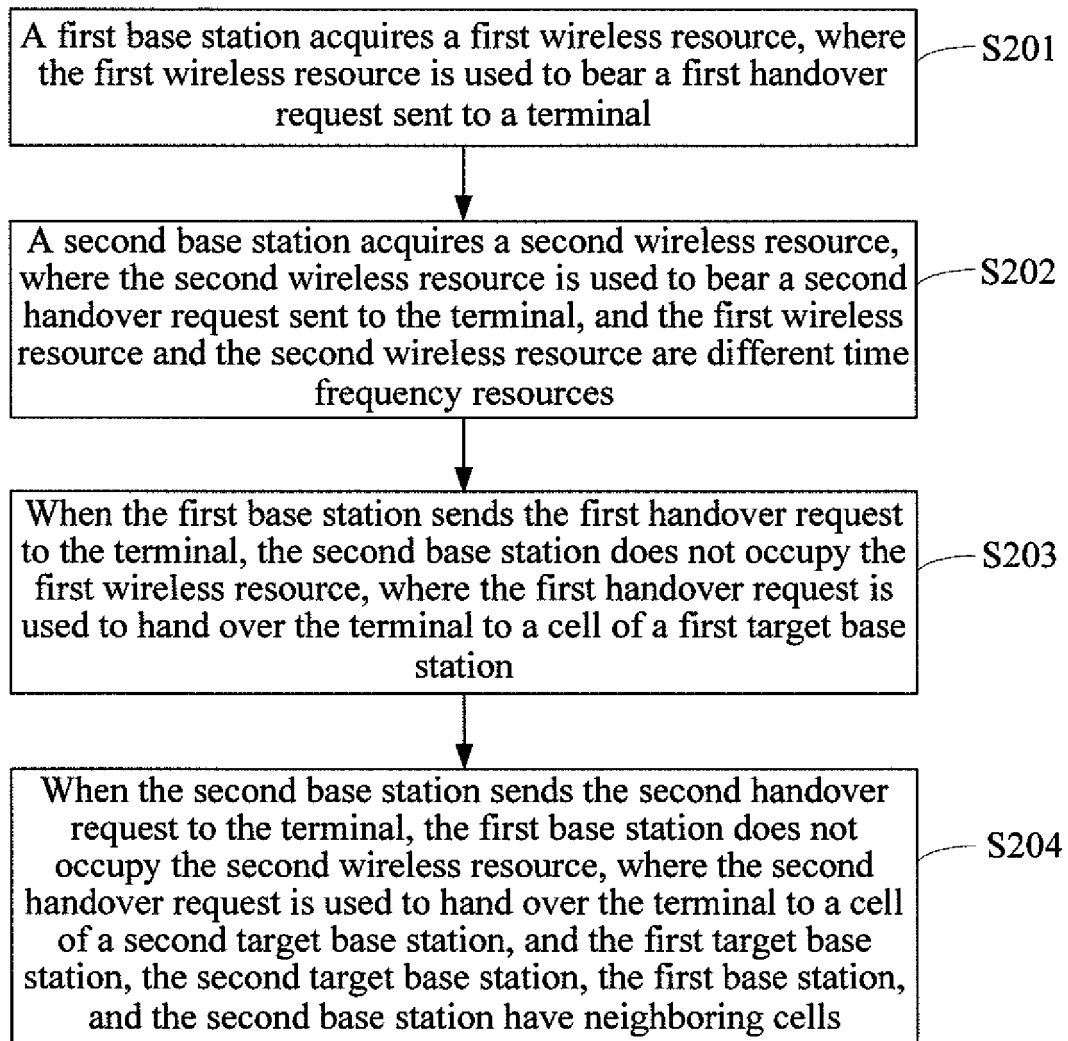 A first base station acquires a first wireless resource, where
the first wireless resource is used to bear a first handover
request sent to a terminal
S201
A second base station acquires a second wireless resource,
where the second wireless resource is used to bear a second
handover request sent to the terminal, and the first wireless
resource and the second wireless resource are different time
frequency resources
S202
When the first base station sends the first handover request
to the terminal, the second base station does not occupy the
first wireless resource, where the first handover request is
used to hand over the terminal to a cell of a first target base
station
S203
When the second base station sends the second handover
request to the terminal, the first base station does not
occupy the second wireless resource, where the second
handover request is used to hand over the terminal to a cell
of a second target base station, and the first target base
station, the second target base station, the first base station,
and the second base station have neighboring cells
S204